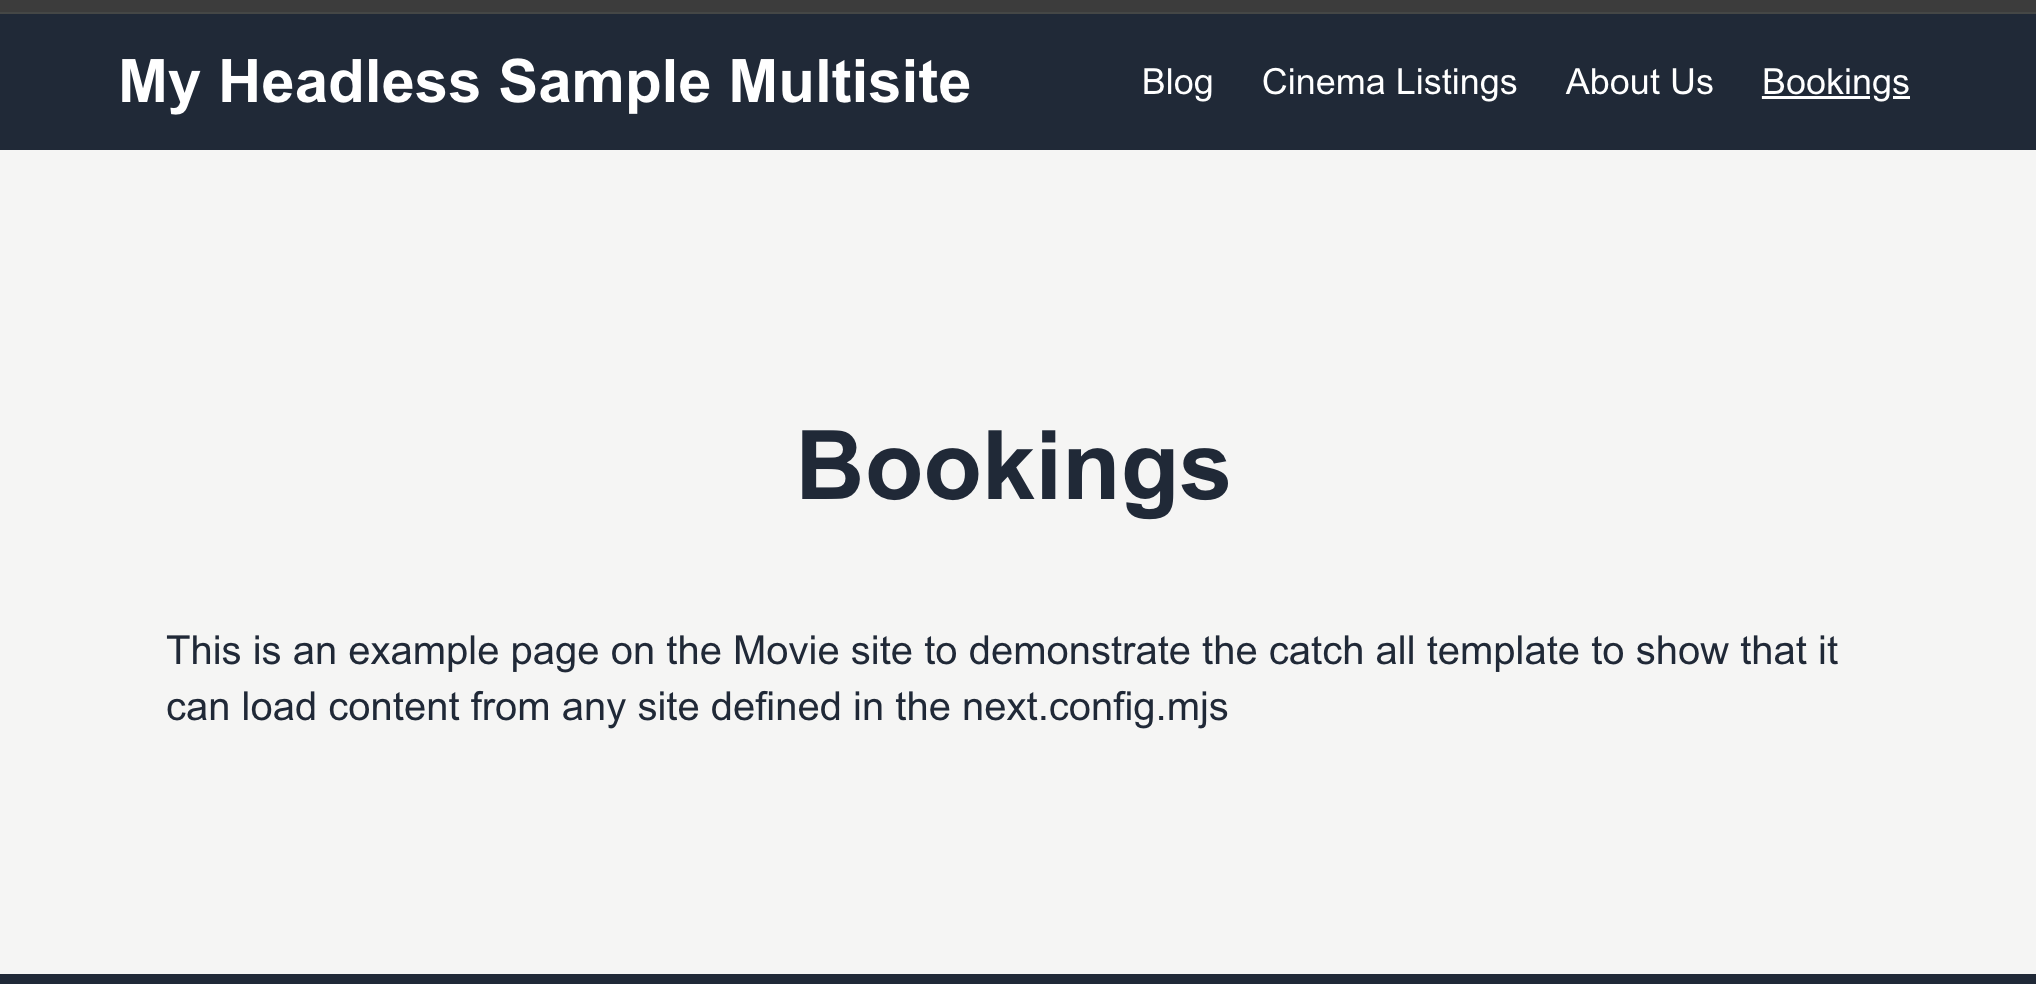 My Headless Sample Multisite
Blog Cinema Listings About Us Bookings
Bookings
This is an example page on the Movie site to demonstrate the catch all template to show that it
can load content from any site defined in the next.config.mjs